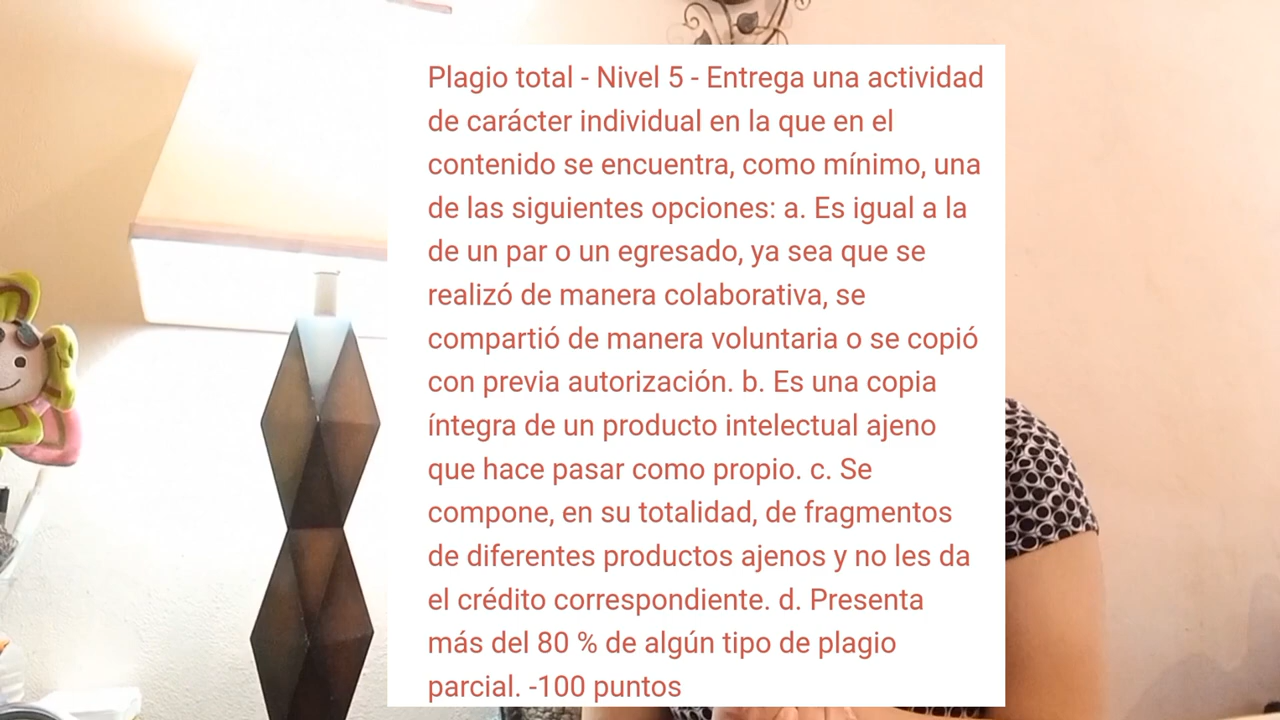 Plagio total - Nivel 5 - Entrega una actividad
de carácter individual en la que en el
contenido se encuentra, como mínimo, una
de las siguientes opciones: a. Es igual a la
de un par o un egresado, ya sea que se
realizó de manera colaborativa, se
compartió de manera voluntaria o se copió
con previa autorización. b. Es una copia
íntegra de un producto intelectual ajeno
que hace pasar como propio. c. Se
compone, en su totalidad, de fragmentos
de diferentes productos ajenos y no les da
el crédito correspondiente. d. Presenta
más del 80 % de algún tipo de plagio
parcial. -100 puntos